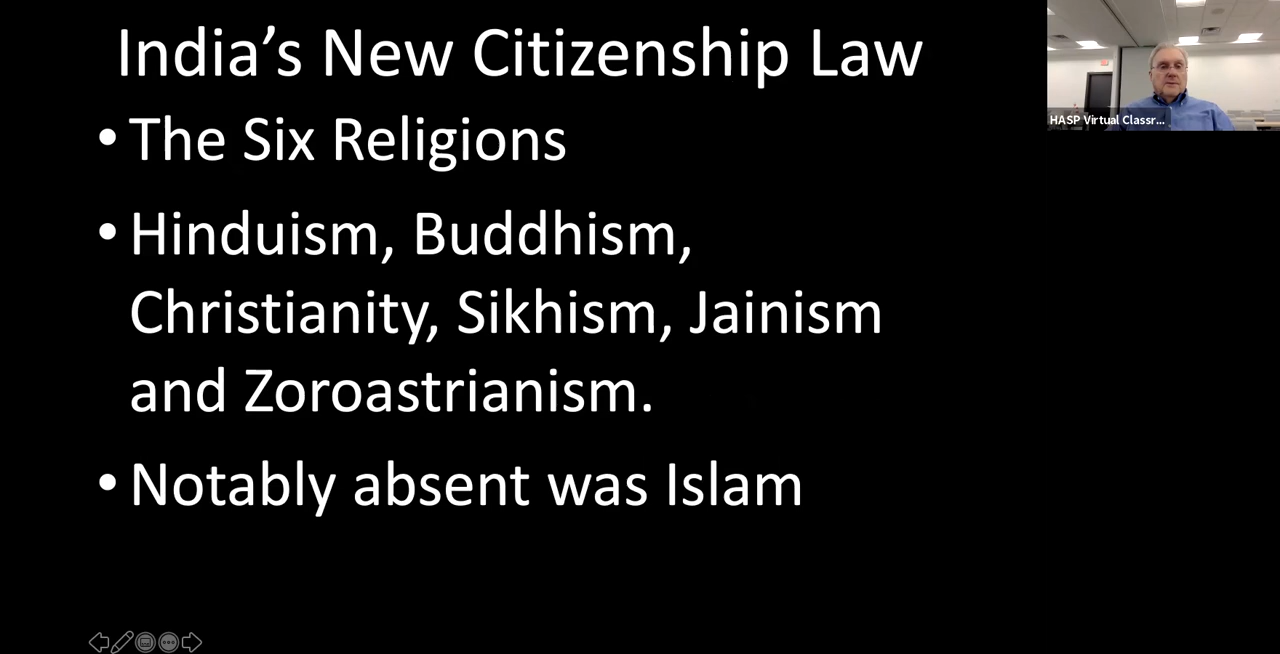 India’s New Citizenship Law
• The Six Religions
• Hinduism, Buddhism,
Christianity, Sikhism, Jainism
and Zoroastrianism.
• Notably absent was Islam
HASP Virtual Classr...